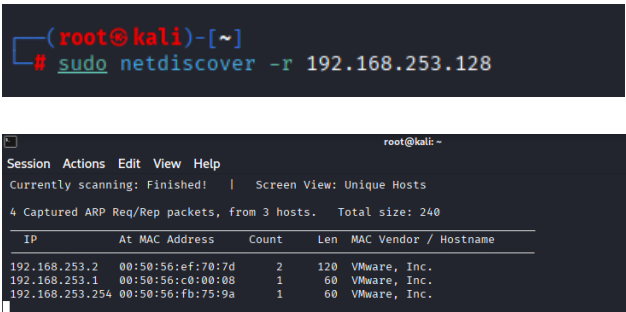 ┌──(root㉿kali)-[~]
└─# sudo netdiscover -r 192.168.253.128
root@kali: ~
Session Actions Edit View Help
Currently scanning: Finished! | Screen View: Unique Hosts
4 Captured ARP Req/Rep packets, from 3 hosts. Total size: 240
IP At MAC Address Count Len MAC Vendor / Hostname
192.168.253.2 00:50:56:ef:70:7d 2 120 VMware, Inc.
192.168.253.1 00:50:56:c0:00:08 1 60 VMware, Inc.
192.168.253.254 00:50:56:fb:75:9a 1 60 VMware, Inc.